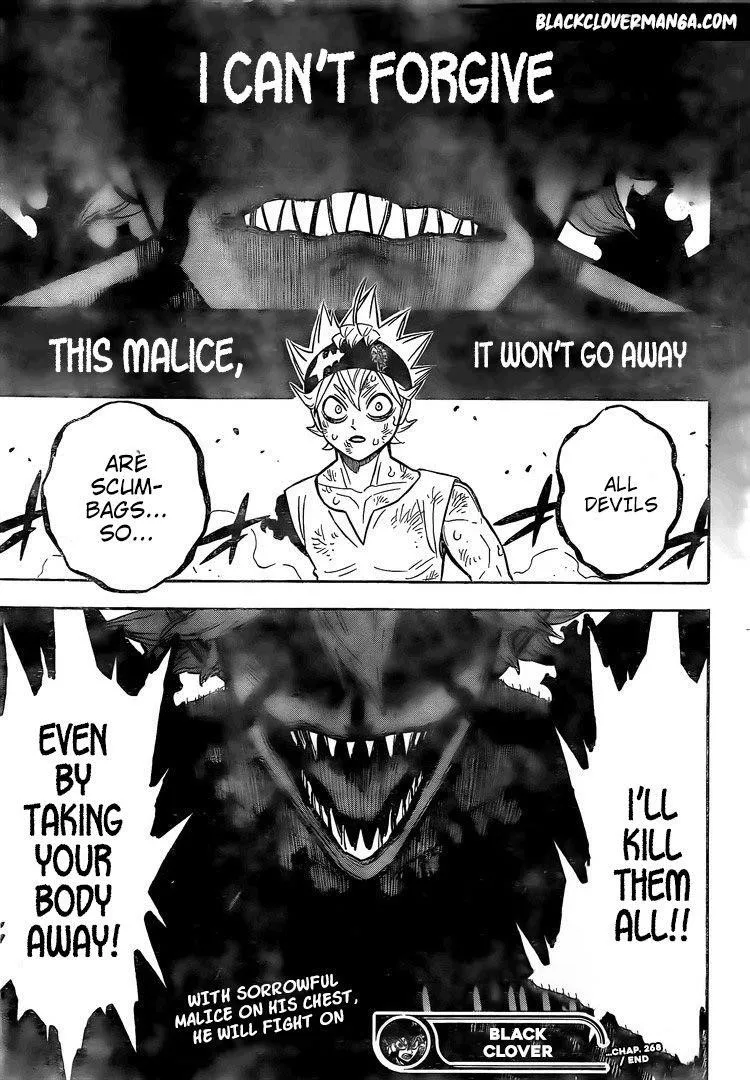 BLACKCLOVERMANGA.COM
I CAN'T FORGIVE
IT WON'T GO AWAY
THIS MALICE,
ALL
DEVILS
ARE
SCUM-
BAGS...
SO...
I'LL
KILL
THEM
ALL!!
EVEN
BY
TAKING
YOUR
BODY
AWAY!
WITH SORROWFUL
MALICE ON HIS CHEST,
HE WILL FIGHT ON
BLACK
CLOVER
...CHAP. 268
/ END